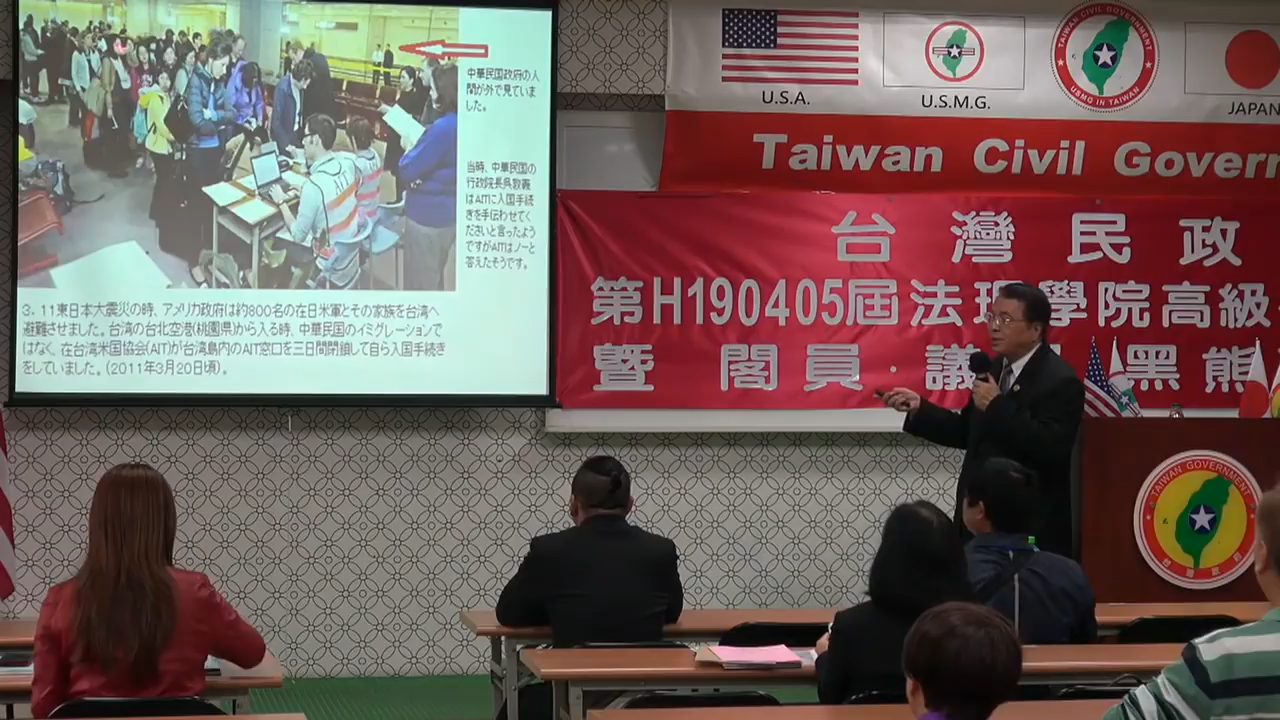 中華民国政府の人
間が外で見ていま
した。
当時、中華民国の
行政院長呉敦義
はAITに入国手続
きを手伝わせてく
ださいと言ったよう
ですがAITはノーと
答えたそうです。
3．11東日本大震災の時、アメリカ政府は約800名の在日米軍とその家族を台湾へ
避難させました。台湾の台北空港(桃園県)から入る時、中華民国のイミグレーションで
はなく、在台湾米国協会(AIT)が台湾島内のAIT窓口を三日間閉鎖して自ら入国手続き
をしていました。(2011年3月20日頃)。
U.S.A.
U.S.M.G.
TAIWAN CIVIL GOVERNMENT
USMG IN TAIWAN
JAPAN
Taiwan Civil Govern
台灣民政
第H190405屆法理學院高級
暨閣員·議 黑熊
TAIWAN GOVERNMENT